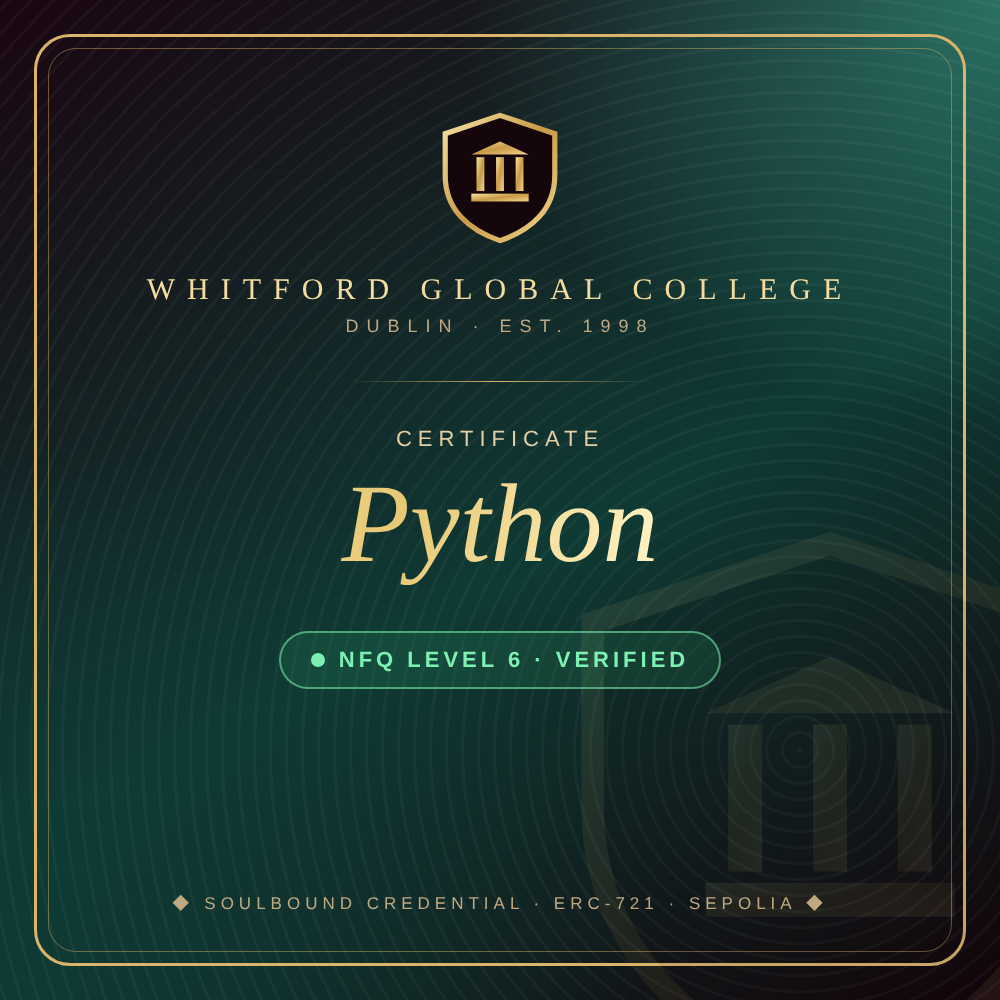 WHITFORD GLOBAL COLLEGE
DUBLIN · EST. 1998
CERTIFICATE
Python
NFQ LEVEL 6 · VERIFIED
SOULBOUND CREDENTIAL · ERC-721 · SEPOLIA